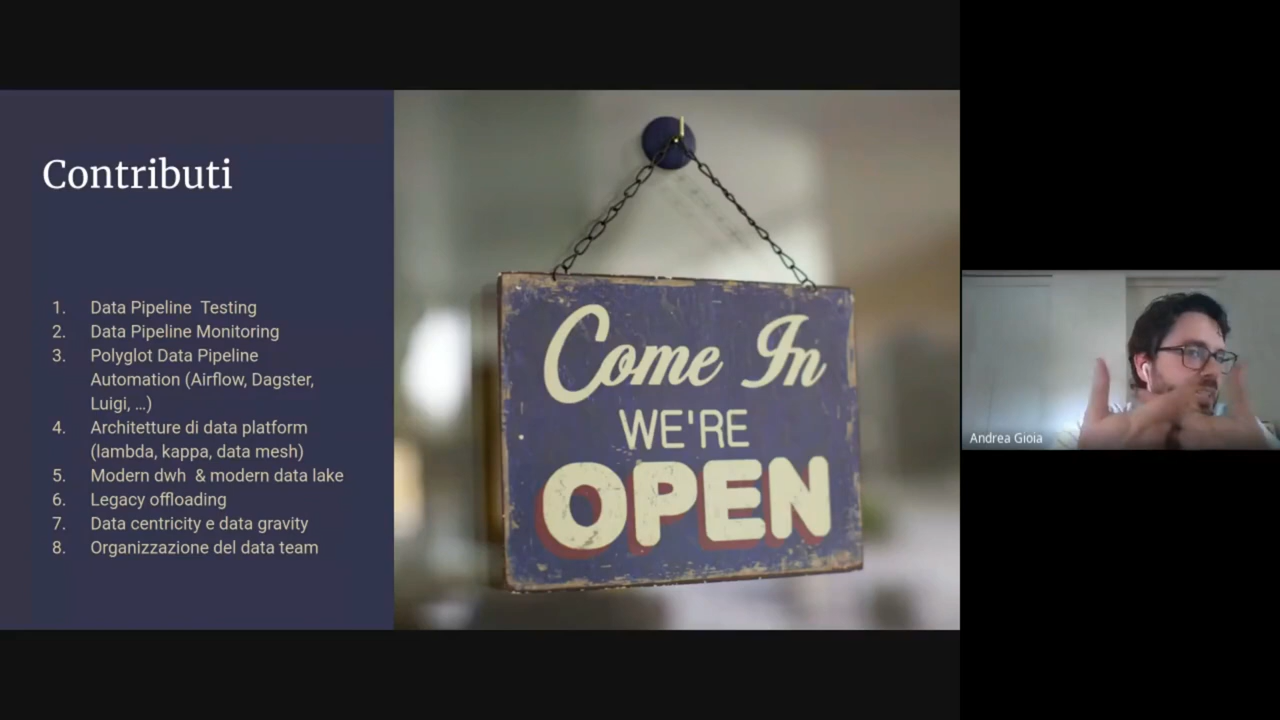 Contributi
1. Data Pipeline  Testing
2. Data Pipeline Monitoring
3. Polyglot Data Pipeline
Automation (Airflow, Dagster,
Luigi, ...)
4. Architetture di data platform
(lambda, kappa, data mesh)
5. Modern dwh  & modern data lake
6. Legacy offloading
7. Data centricity e data gravity
8. Organizzazione del data team
Come In
WE'RE
OPEN
Andrea Gioia